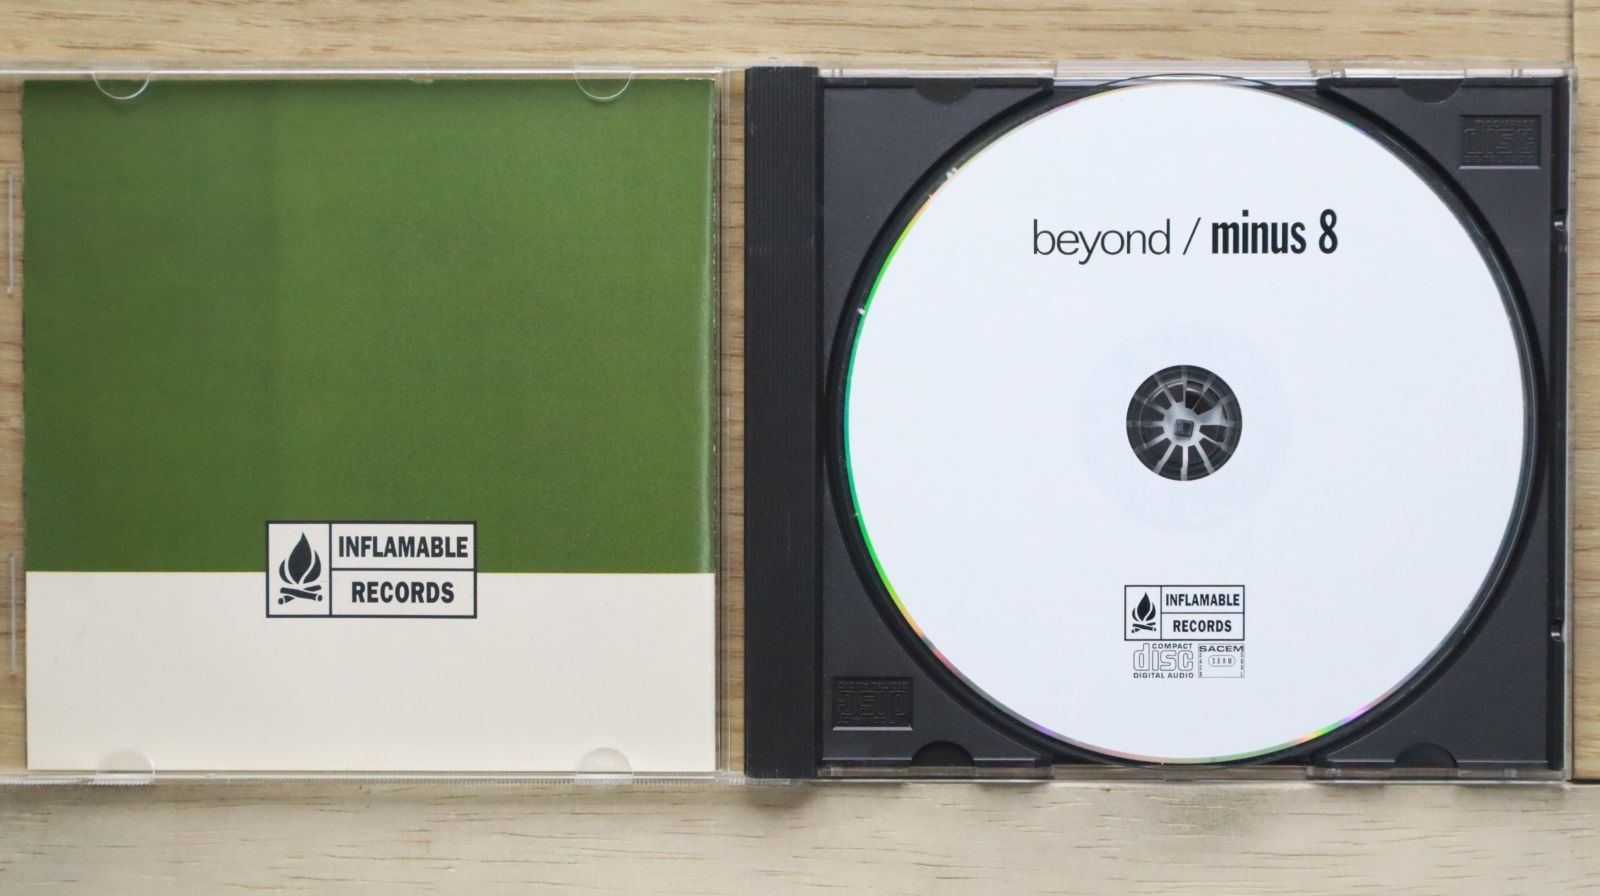 INFLAMABLE
RECORDS
beyond / minus 8
INFLAMABLE
RECORDS
COMPACT
disc
DIGITAL AUDIO
SACEM